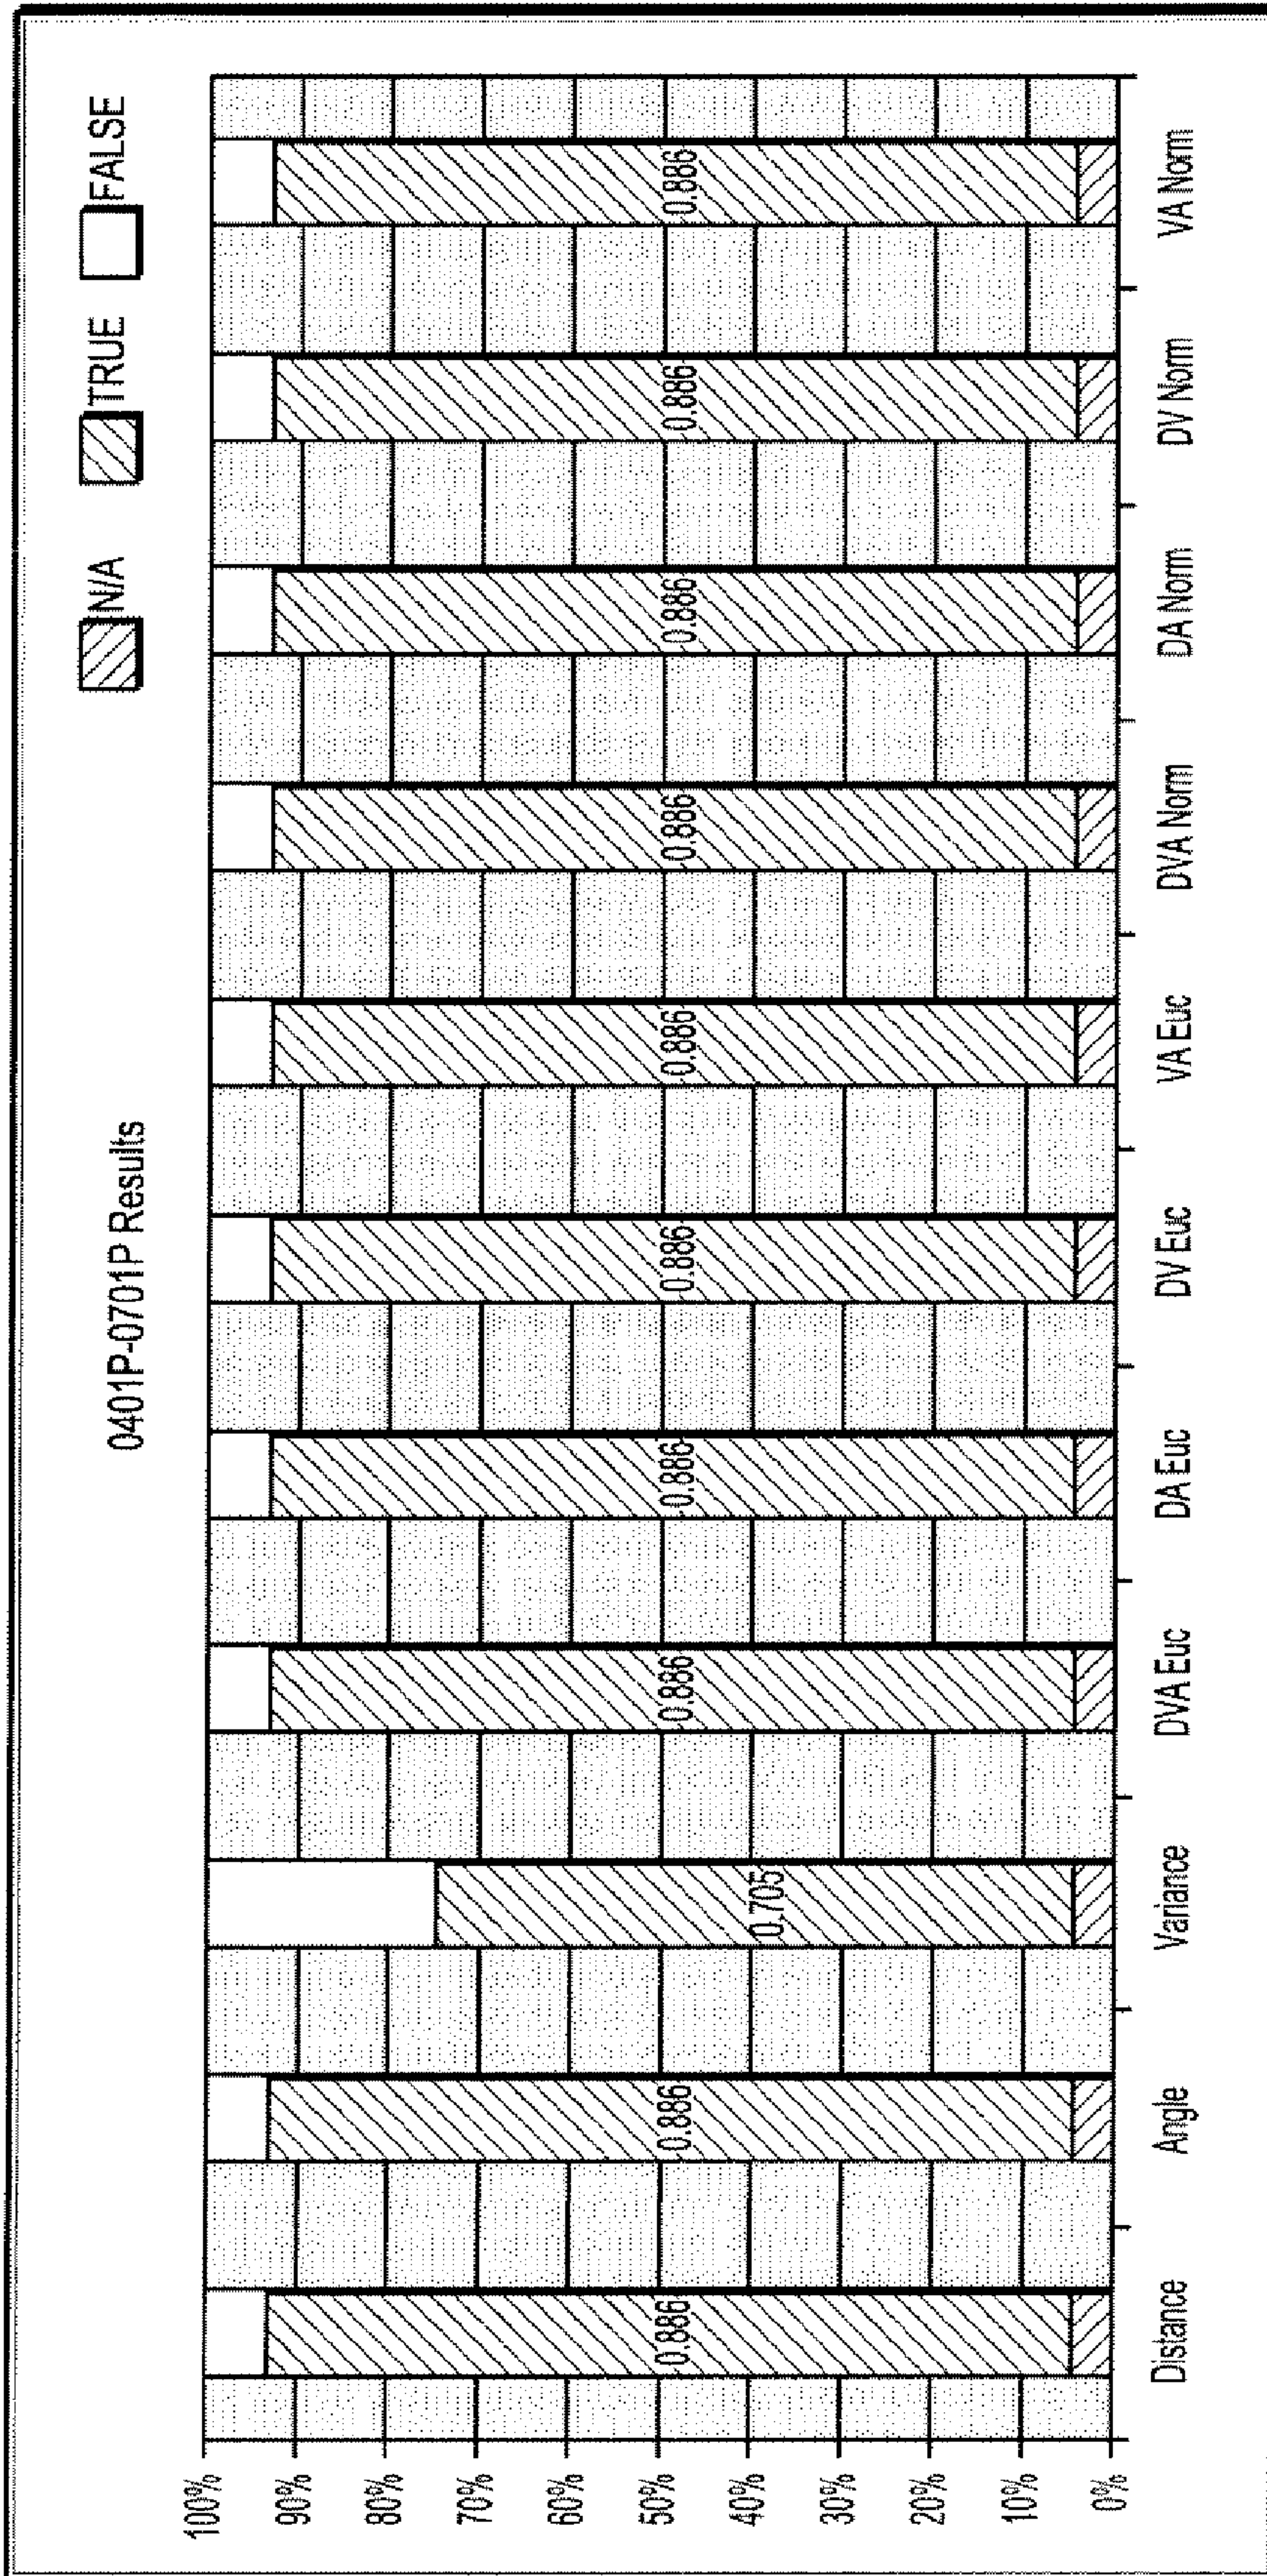 0401P-0701P Results
N/A TRUE FALSE
100%
90%
80%
70%
60%
50%
40%
30%
20%
10%
0%
0.886 0.886 0.705 0.886 0.886 0.886 0.886 0.886 0.886 0.886 0.886
Distance Angle Variance DVA Euc DA Euc DV Euc VA Euc DVA Norm DA Norm DV Norm VA Norm